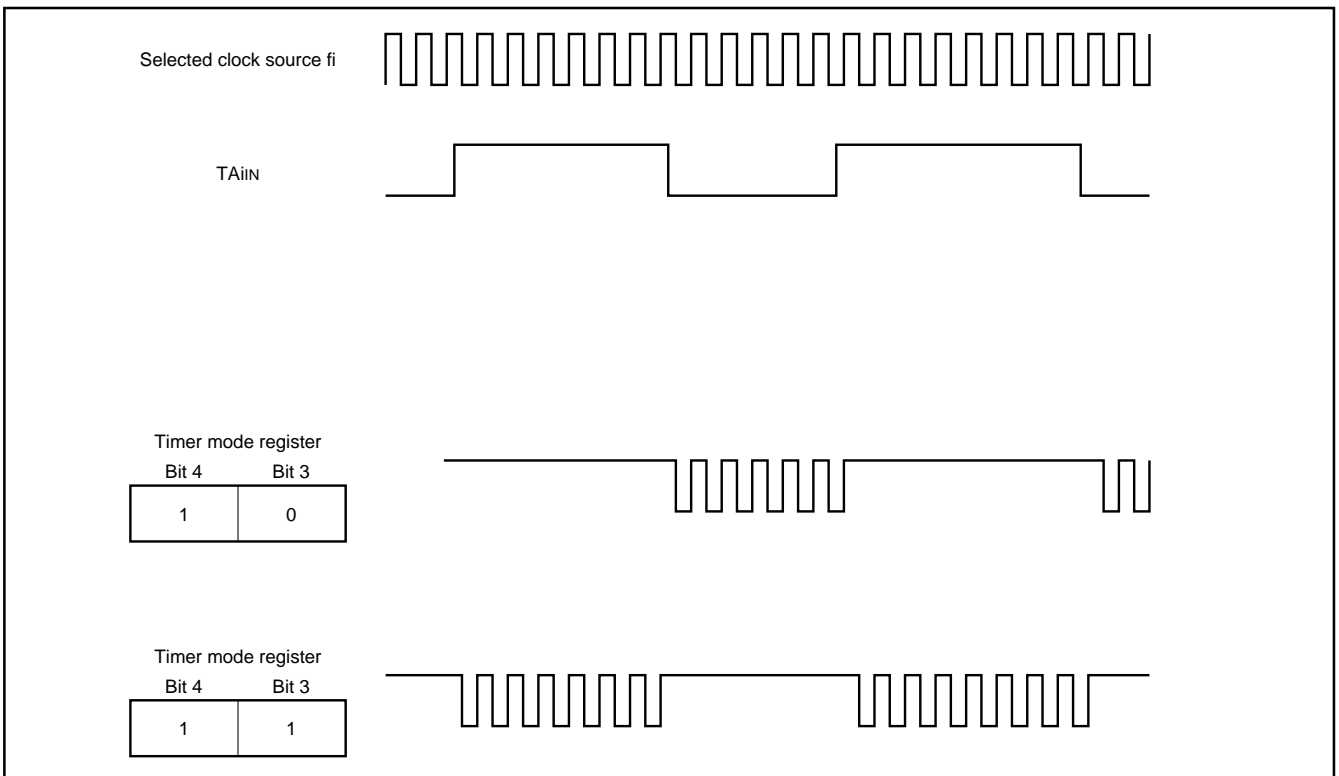 Selected clock source fi
TAiIN
Timer mode register
Bit 4 Bit 3
1 0
Timer mode register
Bit 4 Bit 3
1 1